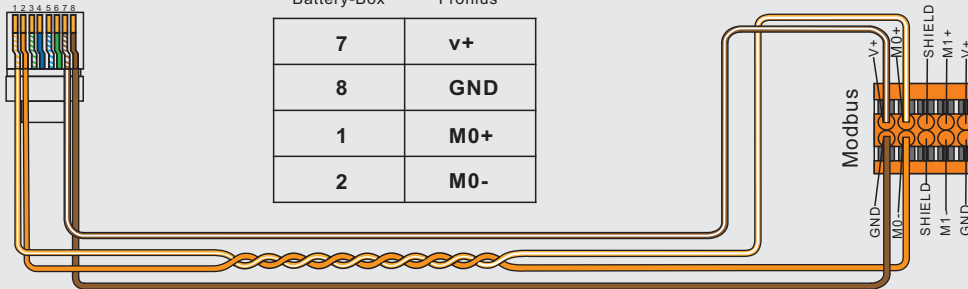 Battery-Box Fronius
1 2 3 4 5 6 7 8
7 v+
8 GND
1 M0+
2 M0-
V+
M0+
SHIELD
M1+
V+
Modbus
GND
M0-
SHIELD
M1-
GND